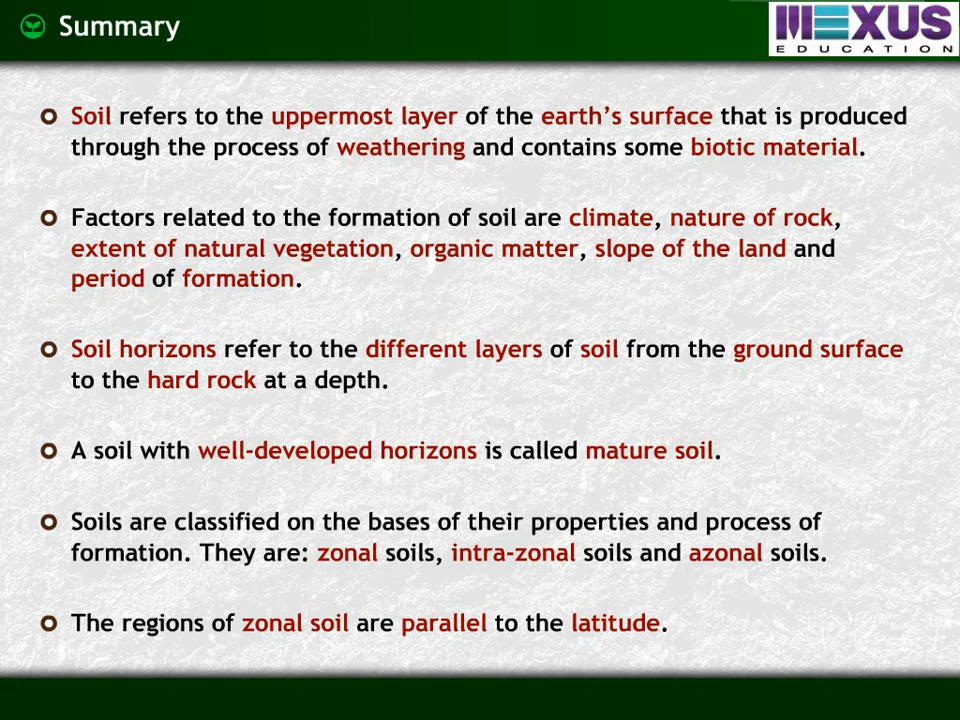 Summary
MEXUS
EDUCATION
Soil refers to the uppermost layer of the earth’s surface that is produced
through the process of weathering and contains some biotic material.
Factors related to the formation of soil are climate, nature of rock,
extent of natural vegetation, organic matter, slope of the land and
period of formation.
Soil horizons refer to the different layers of soil from the ground surface
to the hard rock at a depth.
A soil with well-developed horizons is called mature soil.
Soils are classified on the bases of their properties and process of
formation. They are: zonal soils, intra-zonal soils and azonal soils.
The regions of zonal soil are parallel to the latitude.